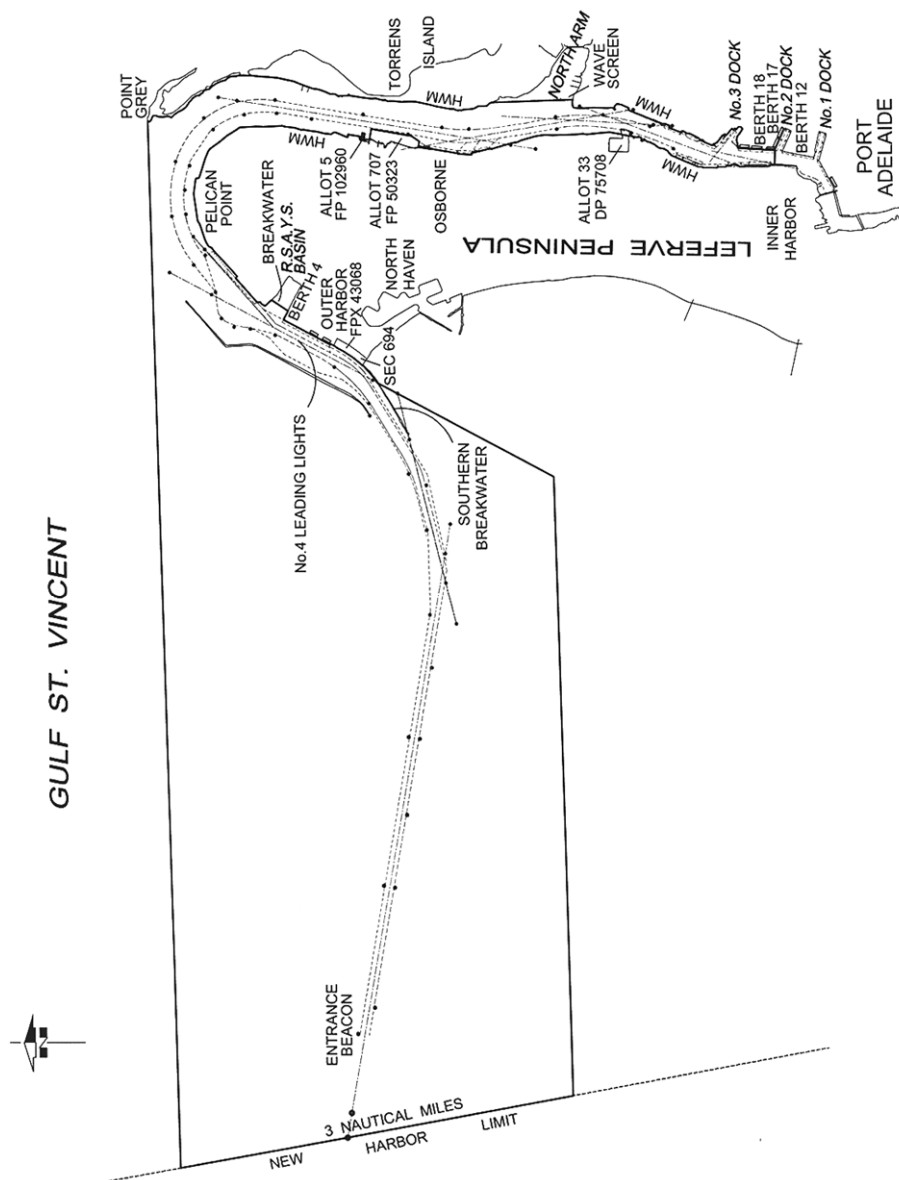 GULF ST. VINCENT
POINT
GREY
TORRENS
ISLAND
HWM
NORTH ARM
WAVE
SCREEN
HWM
No.3 DOCK
BERTH 18
BERTH 17
No.2 DOCK
BERTH 12
No.1 DOCK
PORT
ADELAIDE
HWM
PELICAN
POINT
ALLOT 5
FP 102960
ALLOT 707
FP 50323
OSBORNE
ALLOT 33
DP 75708
HWM
INNER
HARBOR
LEFERVE PENINSULA
BREAKWATER
R.S.A.Y.S.
BASIN
BERTH 4
OUTER
HARBOR
FPX 43068
NORTH
HAVEN
SEC 694
No.4 LEADING LIGHTS
SOUTHERN
BREAKWATER
ENTRANCE
BEACON
3 NAUTICAL MILES
NEW HARBOR LIMIT
N